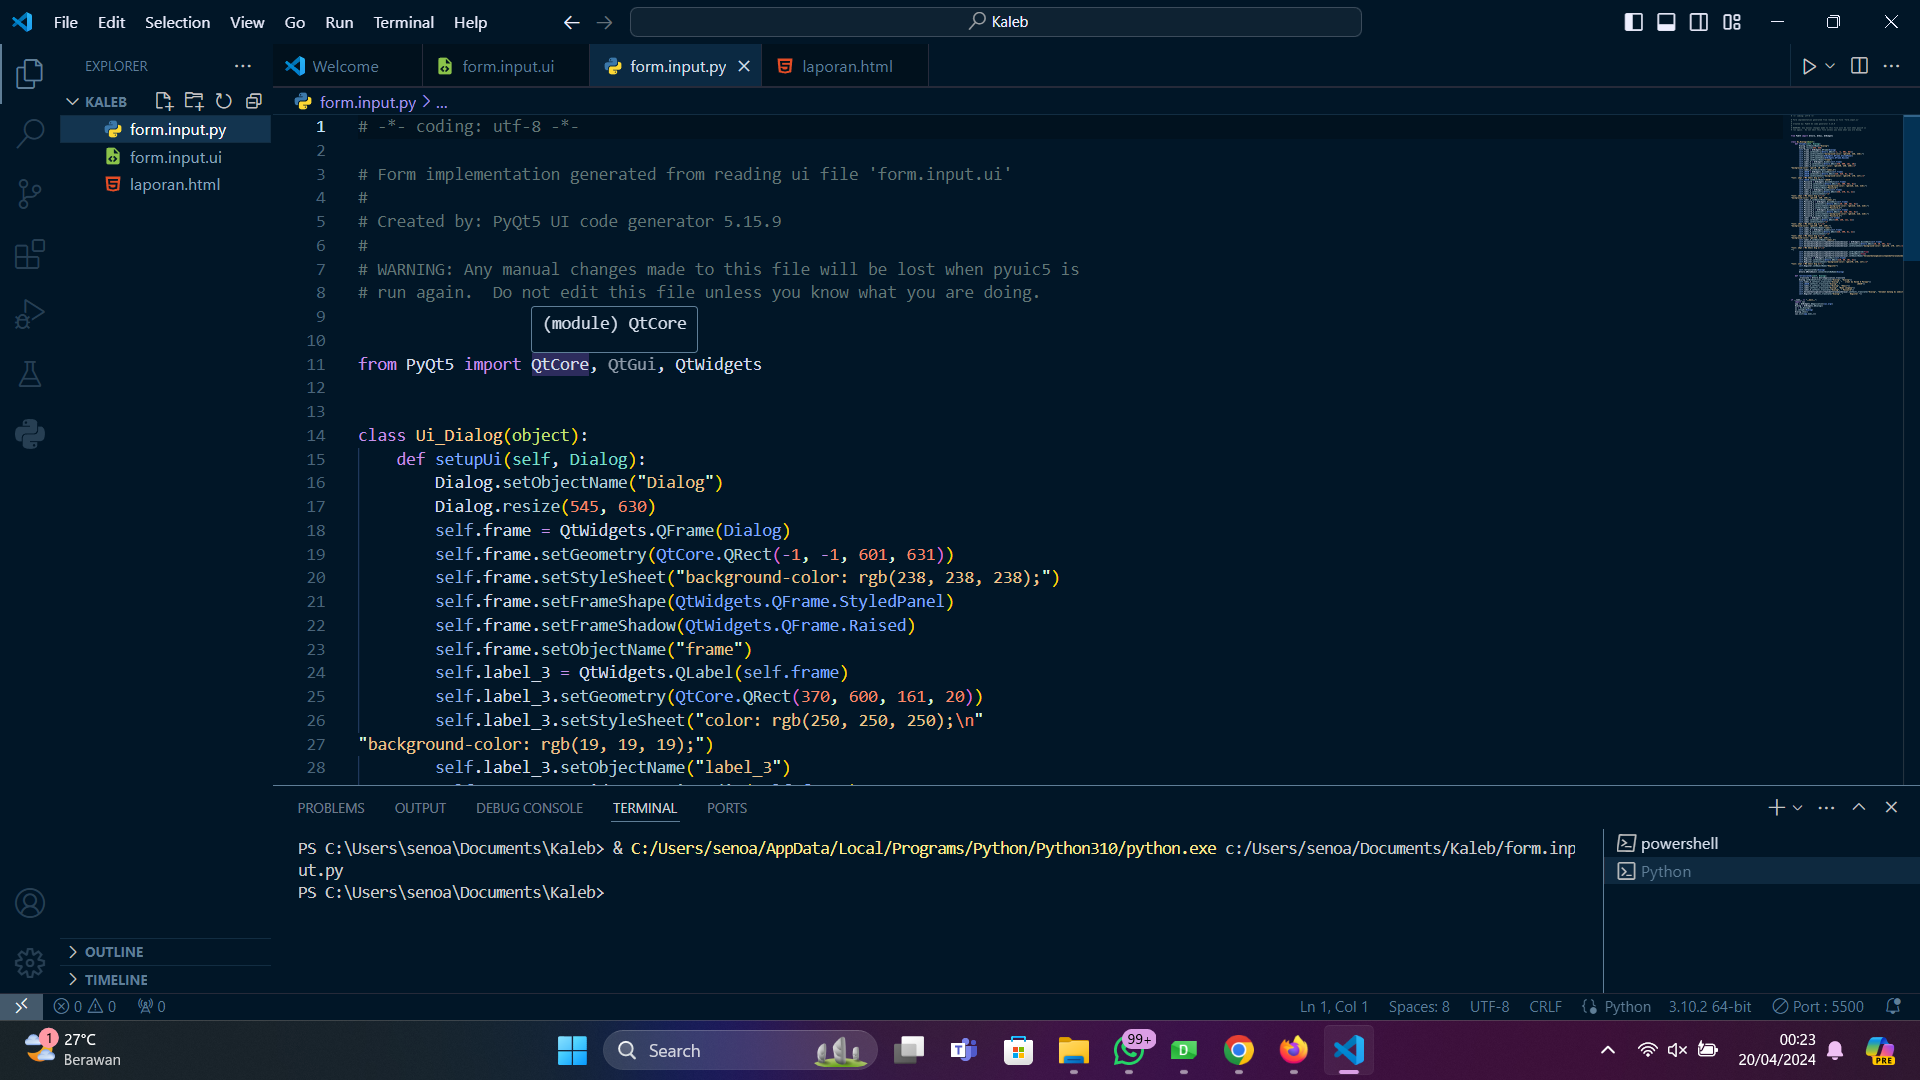 File Edit Selection View Go Run Terminal Help
Kaleb
EXPLORER
Welcome
form.input.ui
form.input.py
laporan.html
KALEB
form.input.py
form.input.ui
laporan.html
form.input.py > ...
1 # -*- coding: utf-8 -*-
2
3 # Form implementation generated from reading ui file 'form.input.ui'
4 #
5 # Created by: PyQt5 UI code generator 5.15.9
6 #
7 # WARNING: Any manual changes made to this file will be lost when pyuic5 is
8 # run again.  Do not edit this file unless you know what you are doing.
9
(module) QtCore
10
11 from PyQt5 import QtCore, QtGui, QtWidgets
12
13
14 class Ui_Dialog(object):
15     def setupUi(self, Dialog):
16         Dialog.setObjectName("Dialog")
17         Dialog.resize(545, 630)
18         self.frame = QtWidgets.QFrame(Dialog)
19         self.frame.setGeometry(QtCore.QRect(-1, -1, 601, 631))
20         self.frame.setStyleSheet("background-color: rgb(238, 238, 238);")
21         self.frame.setFrameShape(QtWidgets.QFrame.StyledPanel)
22         self.frame.setFrameShadow(QtWidgets.QFrame.Raised)
23         self.frame.setObjectName("frame")
24         self.label_3 = QtWidgets.QLabel(self.frame)
25         self.label_3.setGeometry(QtCore.QRect(370, 600, 161, 20))
26         self.label_3.setStyleSheet("color: rgb(250, 250, 250);\n"
27 "background-color: rgb(19, 19, 19);")
28         self.label_3.setObjectName("label_3")
PROBLEMS OUTPUT DEBUG CONSOLE TERMINAL PORTS
PS C:\Users\senoa\Documents\Kaleb> & C:/Users/senoa/AppData/Local/Programs/Python/Python310/python.exe c:/Users/senoa/Documents/Kaleb/form.inp
ut.py
PS C:\Users\senoa\Documents\Kaleb>
powershell
Python
OUTLINE
TIMELINE
0 0 0
Ln 1, Col 1 Spaces: 8 UTF-8 CRLF Python 3.10.2 64-bit Port : 5500
1
27°C
Berawan
Search
99+
D
PRE
00:23
20/04/2024